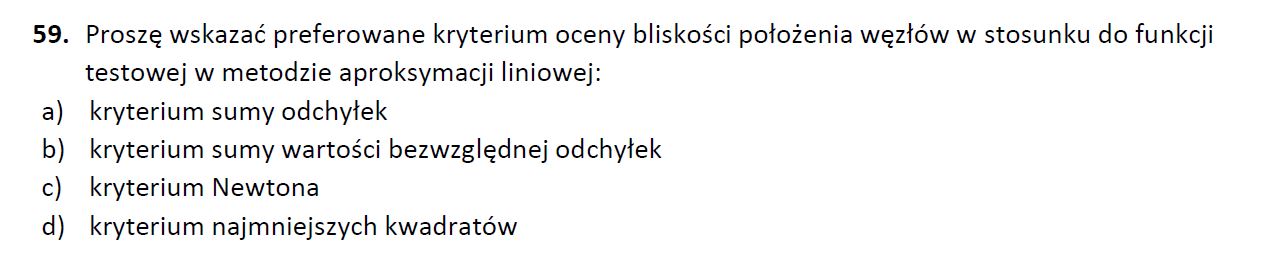 59. Proszę wskazać preferowane kryterium oceny bliskości położenia węzłów w stosunku do funkcji
testowej w metodzie aproksymacji liniowej:
a) kryterium sumy odchyłek
b) kryterium sumy wartości bezwzględnej odchyłek
c) kryterium Newtona
d) kryterium najmniejszych kwadratów